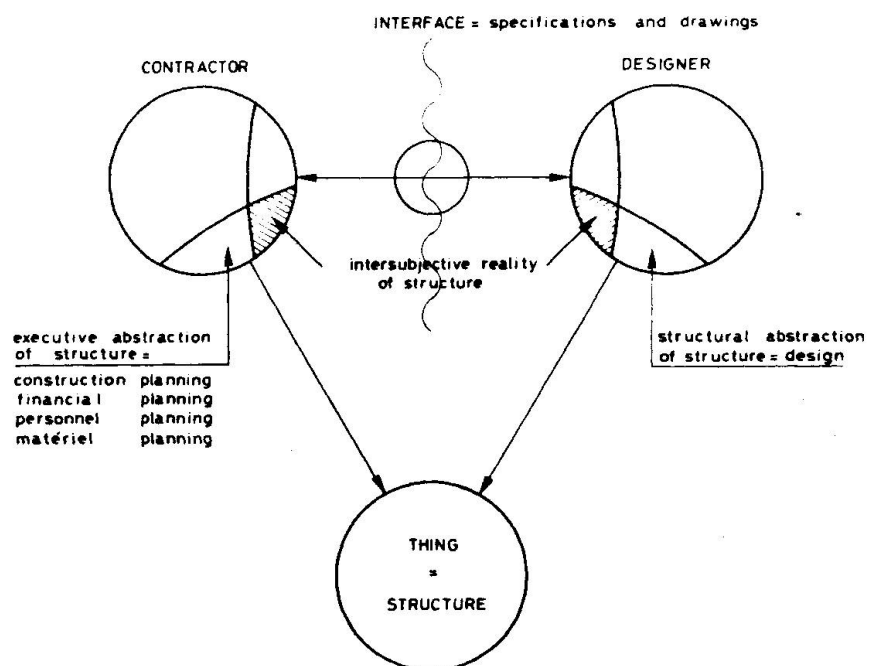 INTERFACE = specifications and drawings
CONTRACTOR
DESIGNER
intersubjective reality
of structure
executive abstraction
of structure =
construction planning
financial planning
personnel planning
matériel planning
structural abstraction
of structure = design
THING
=
STRUCTURE